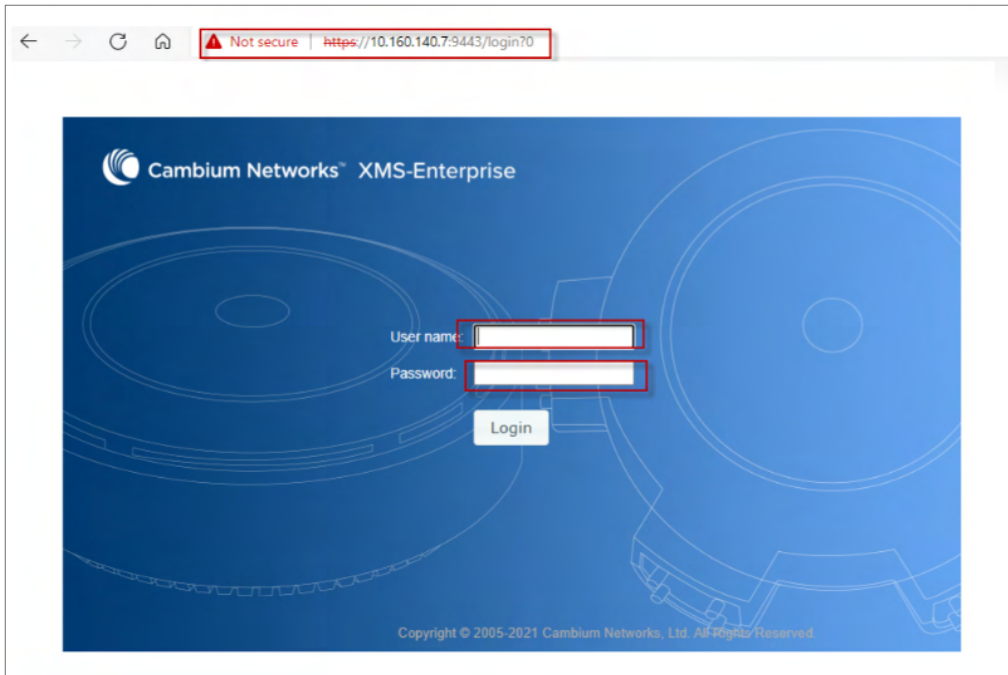 Not secure | https://10.160.140.7:9443/login?0
Cambium Networks™ XMS-Enterprise
User name:
Password:
Login
Copyright © 2005-2021 Cambium Networks, Ltd. All Rights Reserved.